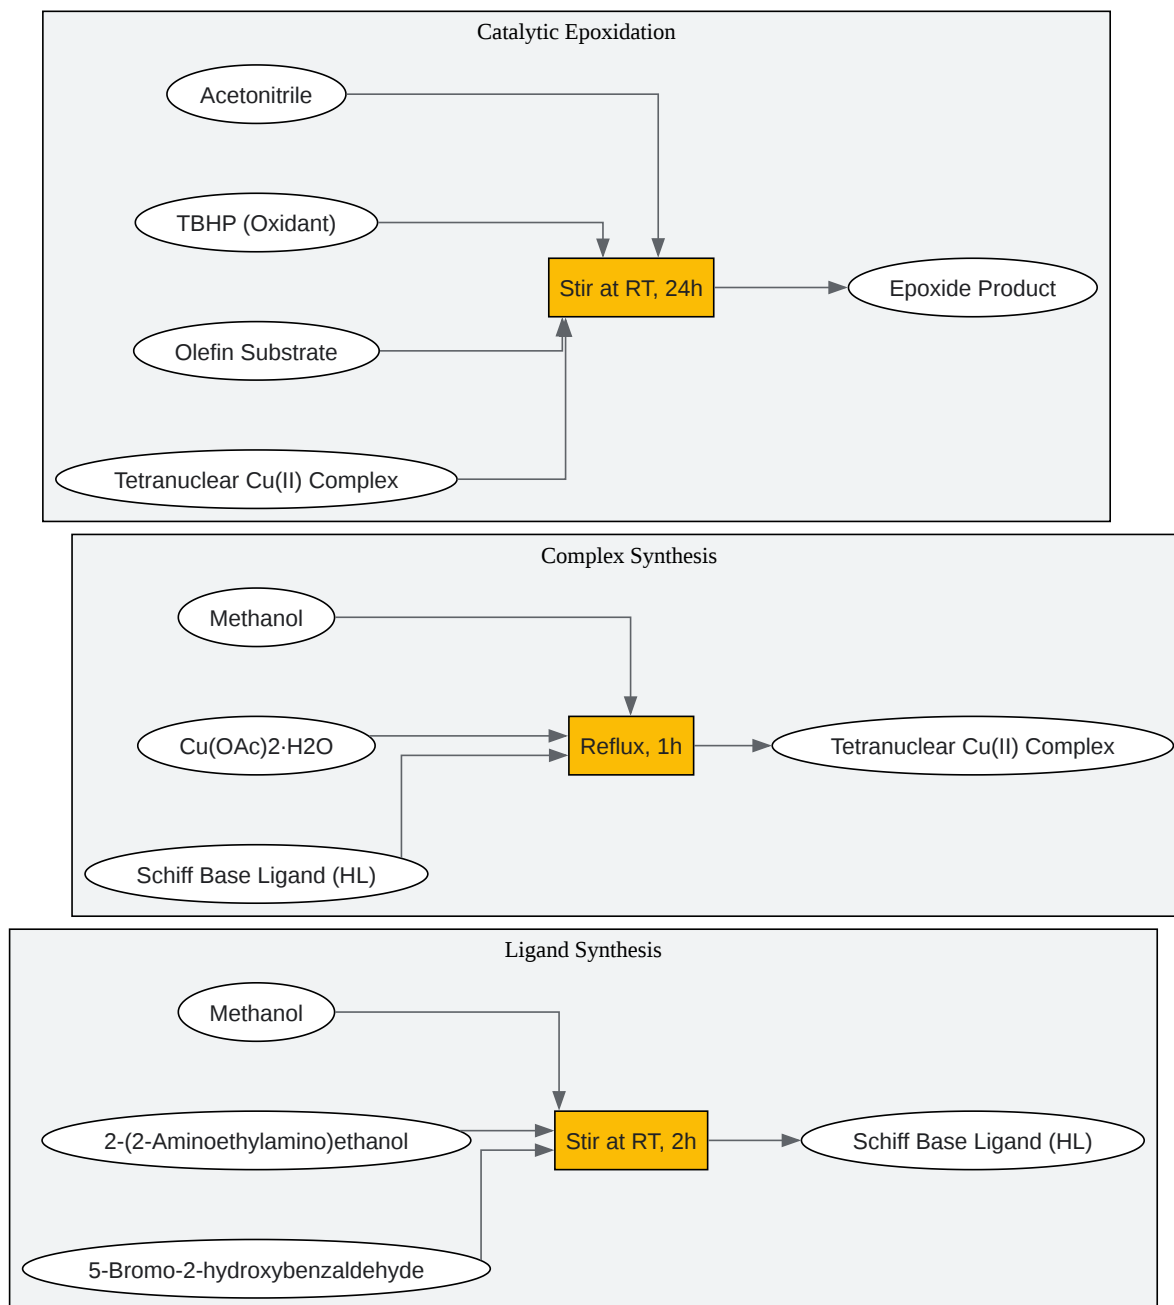 Catalytic Epoxidation
Acetonitrile
TBHP (Oxidant)
Stir at RT, 24h
Epoxide Product
Olefin Substrate
Tetranuclear Cu(II) Complex
Complex Synthesis
Methanol
Cu(OAc)2·H2O
Reflux, 1h
Tetranuclear Cu(II) Complex
Schiff Base Ligand (HL)
Ligand Synthesis
Methanol
2-(2-Aminoethylamino)ethanol
Stir at RT, 2h
Schiff Base Ligand (HL)
5-Bromo-2-hydroxybenzaldehyde